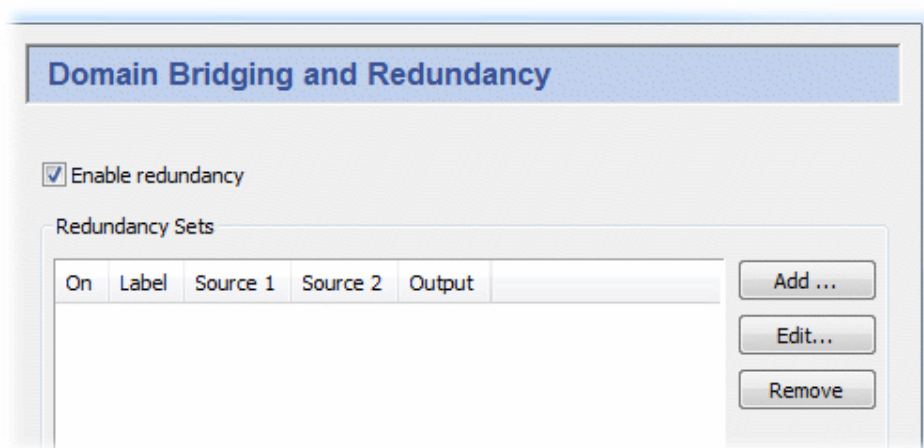 Domain Bridging and Redundancy
Enable redundancy
Redundancy Sets
On Label Source 1 Source 2 Output
Add ...
Edit...
Remove